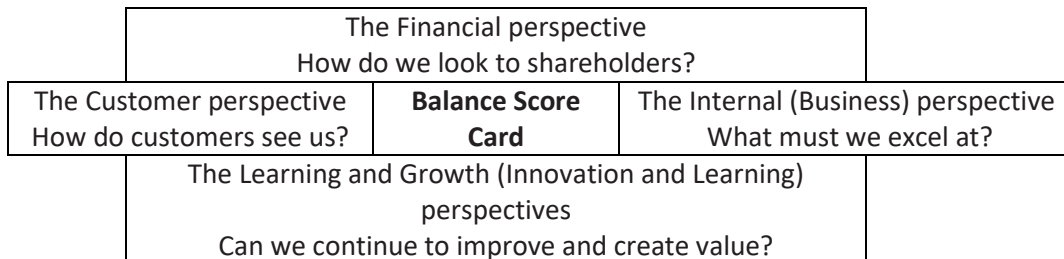 The Financial perspective
How do we look to shareholders?
The Customer perspective
How do customers see us?
Balance Score
Card
The Internal (Business) perspective
What must we excel at?
The Learning and Growth (Innovation and Learning)
perspectives
Can we continue to improve and create value?